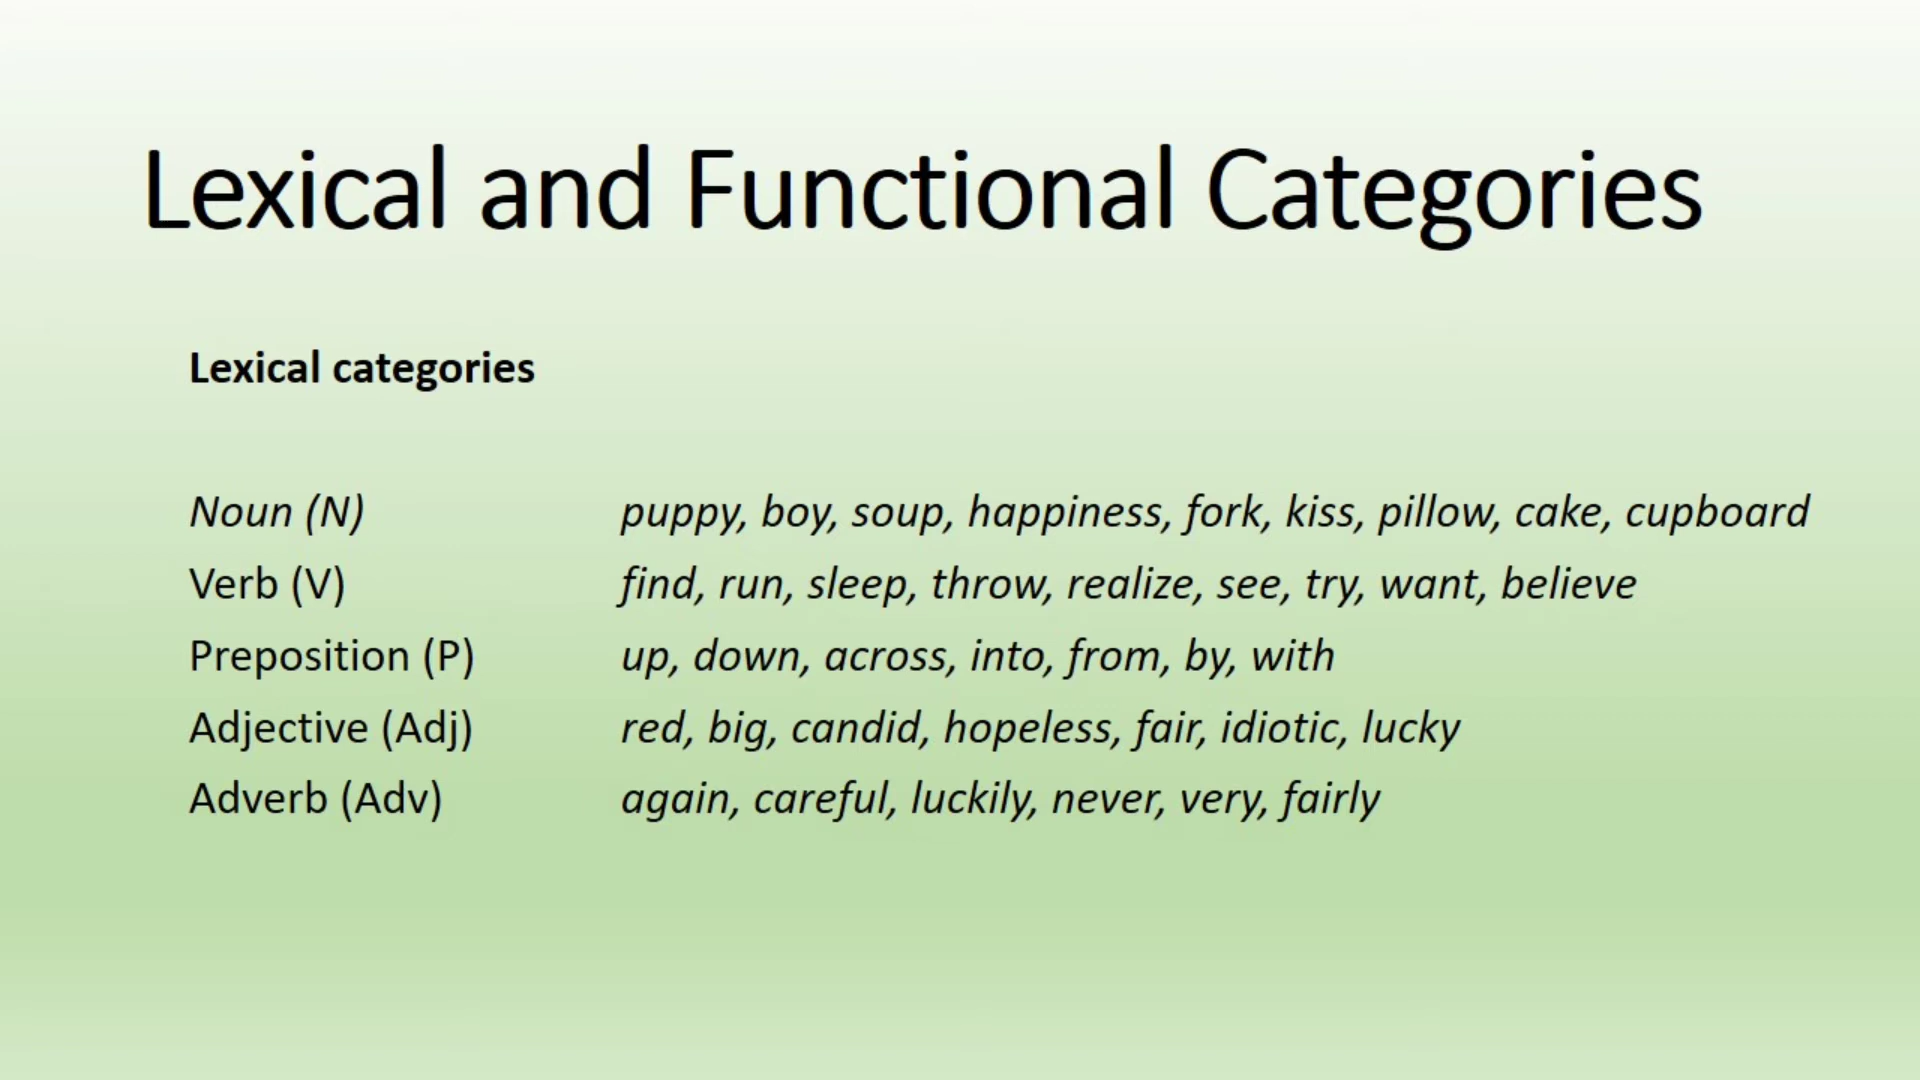 Lexical and Functional Categories
Lexical categories
Noun (N) puppy, boy, soup, happiness, fork, kiss, pillow, cake, cupboard
Verb (V) find, run, sleep, throw, realize, see, try, want, believe
Preposition (P) up, down, across, into, from, by, with
Adjective (Adj) red, big, candid, hopeless, fair, idiotic, lucky
Adverb (Adv) again, careful, luckily, never, very, fairly